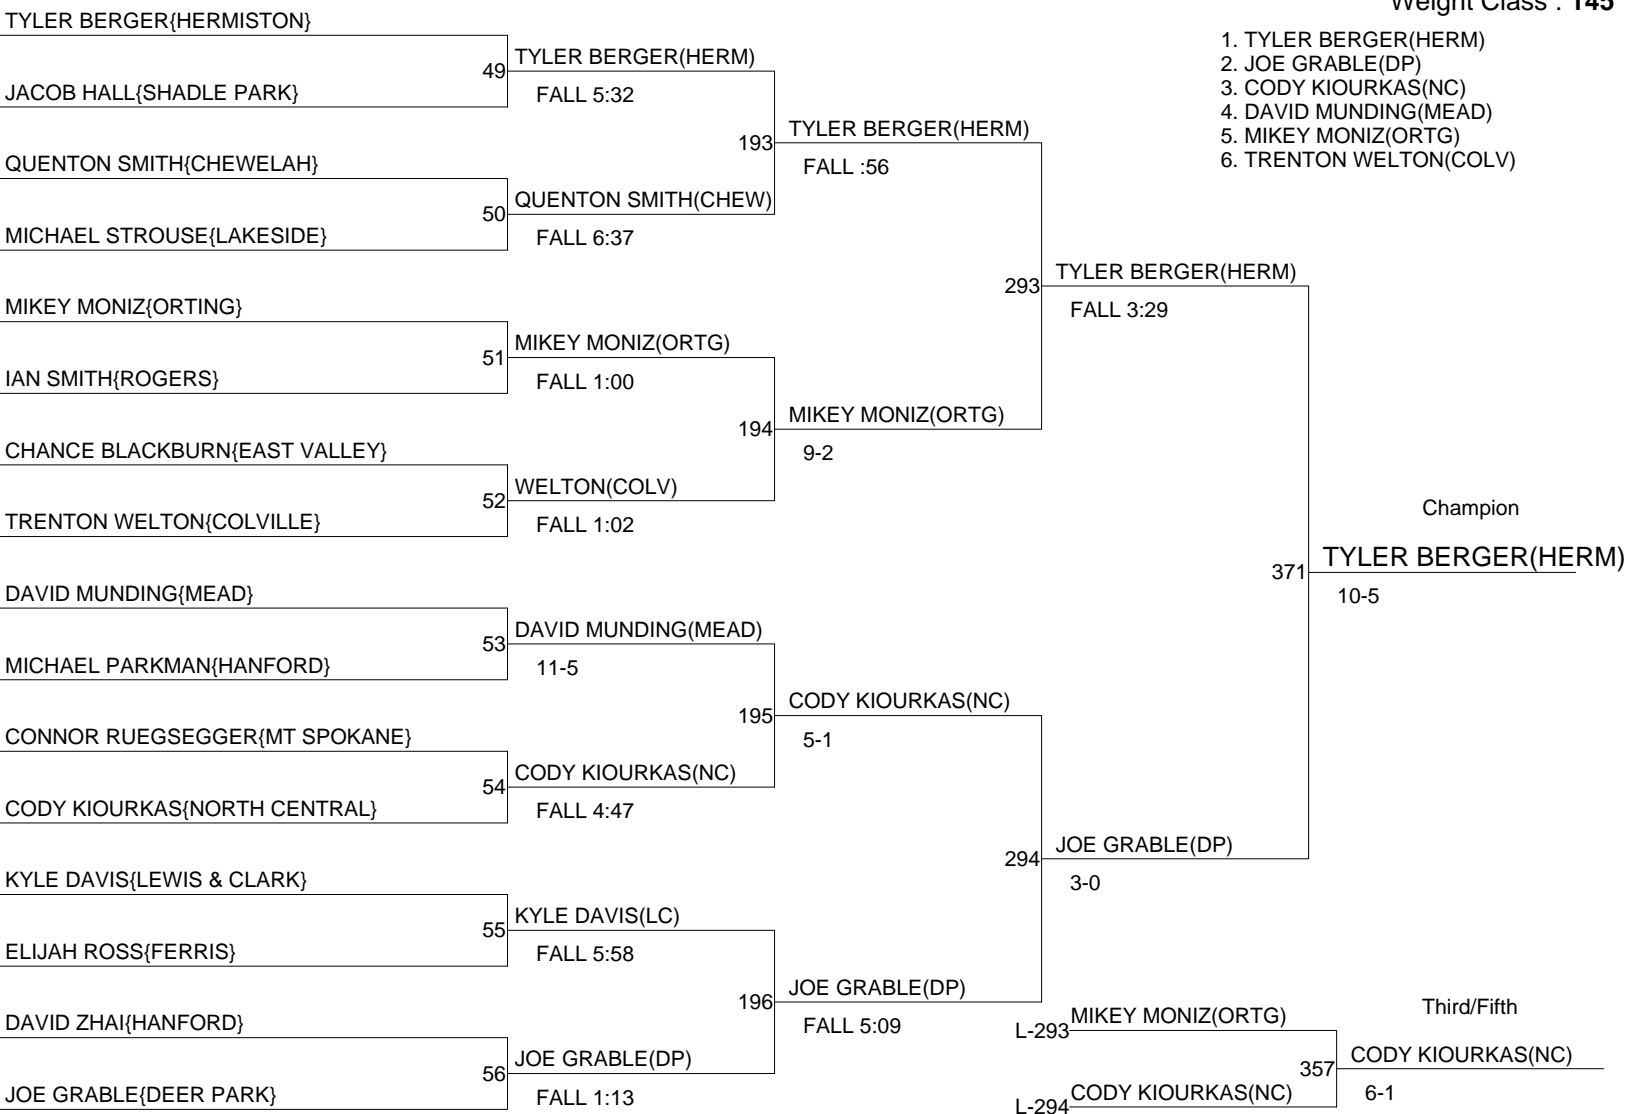 Weight Class : 145
1. TYLER BERGER(HERM)
2. JOE GRABLE(DP)
3. CODY KIOURKAS(NC)
4. DAVID MUNDING(MEAD)
5. MIKEY MONIZ(ORTG)
6. TRENTON WELTON(COLV)
TYLER BERGER{HERMISTON}
JACOB HALL{SHADLE PARK}
QUENTON SMITH{CHEWELAH}
MICHAEL STROUSE{LAKESIDE}
MIKEY MONIZ{ORTING}
IAN SMITH{ROGERS}
CHANCE BLACKBURN{EAST VALLEY}
TRENTON WELTON{COLVILLE}
DAVID MUNDING{MEAD}
MICHAEL PARKMAN{HANFORD}
CONNOR RUEGSEGGER{MT SPOKANE}
CODY KIOURKAS{NORTH CENTRAL}
KYLE DAVIS{LEWIS & CLARK}
ELIJAH ROSS{FERRIS}
DAVID ZHAI{HANFORD}
JOE GRABLE{DEER PARK}
49
TYLER BERGER(HERM)
FALL 5:32
50
QUENTON SMITH(CHEW)
FALL 6:37
51
MIKEY MONIZ(ORTG)
FALL 1:00
52
WELTON(COLV)
FALL 1:02
53
DAVID MUNDING(MEAD)
11-5
54
CODY KIOURKAS(NC)
FALL 4:47
55
KYLE DAVIS(LC)
FALL 5:58
56
JOE GRABLE(DP)
FALL 1:13
193
TYLER BERGER(HERM)
FALL :56
194
MIKEY MONIZ(ORTG)
9-2
195
CODY KIOURKAS(NC)
5-1
196
JOE GRABLE(DP)
FALL 5:09
293
TYLER BERGER(HERM)
FALL 3:29
294
JOE GRABLE(DP)
3-0
Champion
371
TYLER BERGER(HERM)
10-5
Third/Fifth
L-293
MIKEY MONIZ(ORTG)
L-294
CODY KIOURKAS(NC)
357
CODY KIOURKAS(NC)
6-1